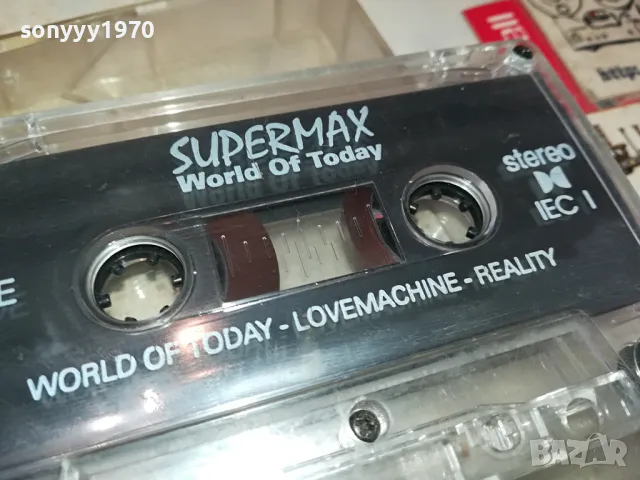 sonyyy1970
SUPERMAX
World Of Today
stereo
IEC I
WORLD OF TODAY - LOVEMACHINE - REALITY
BAZAR